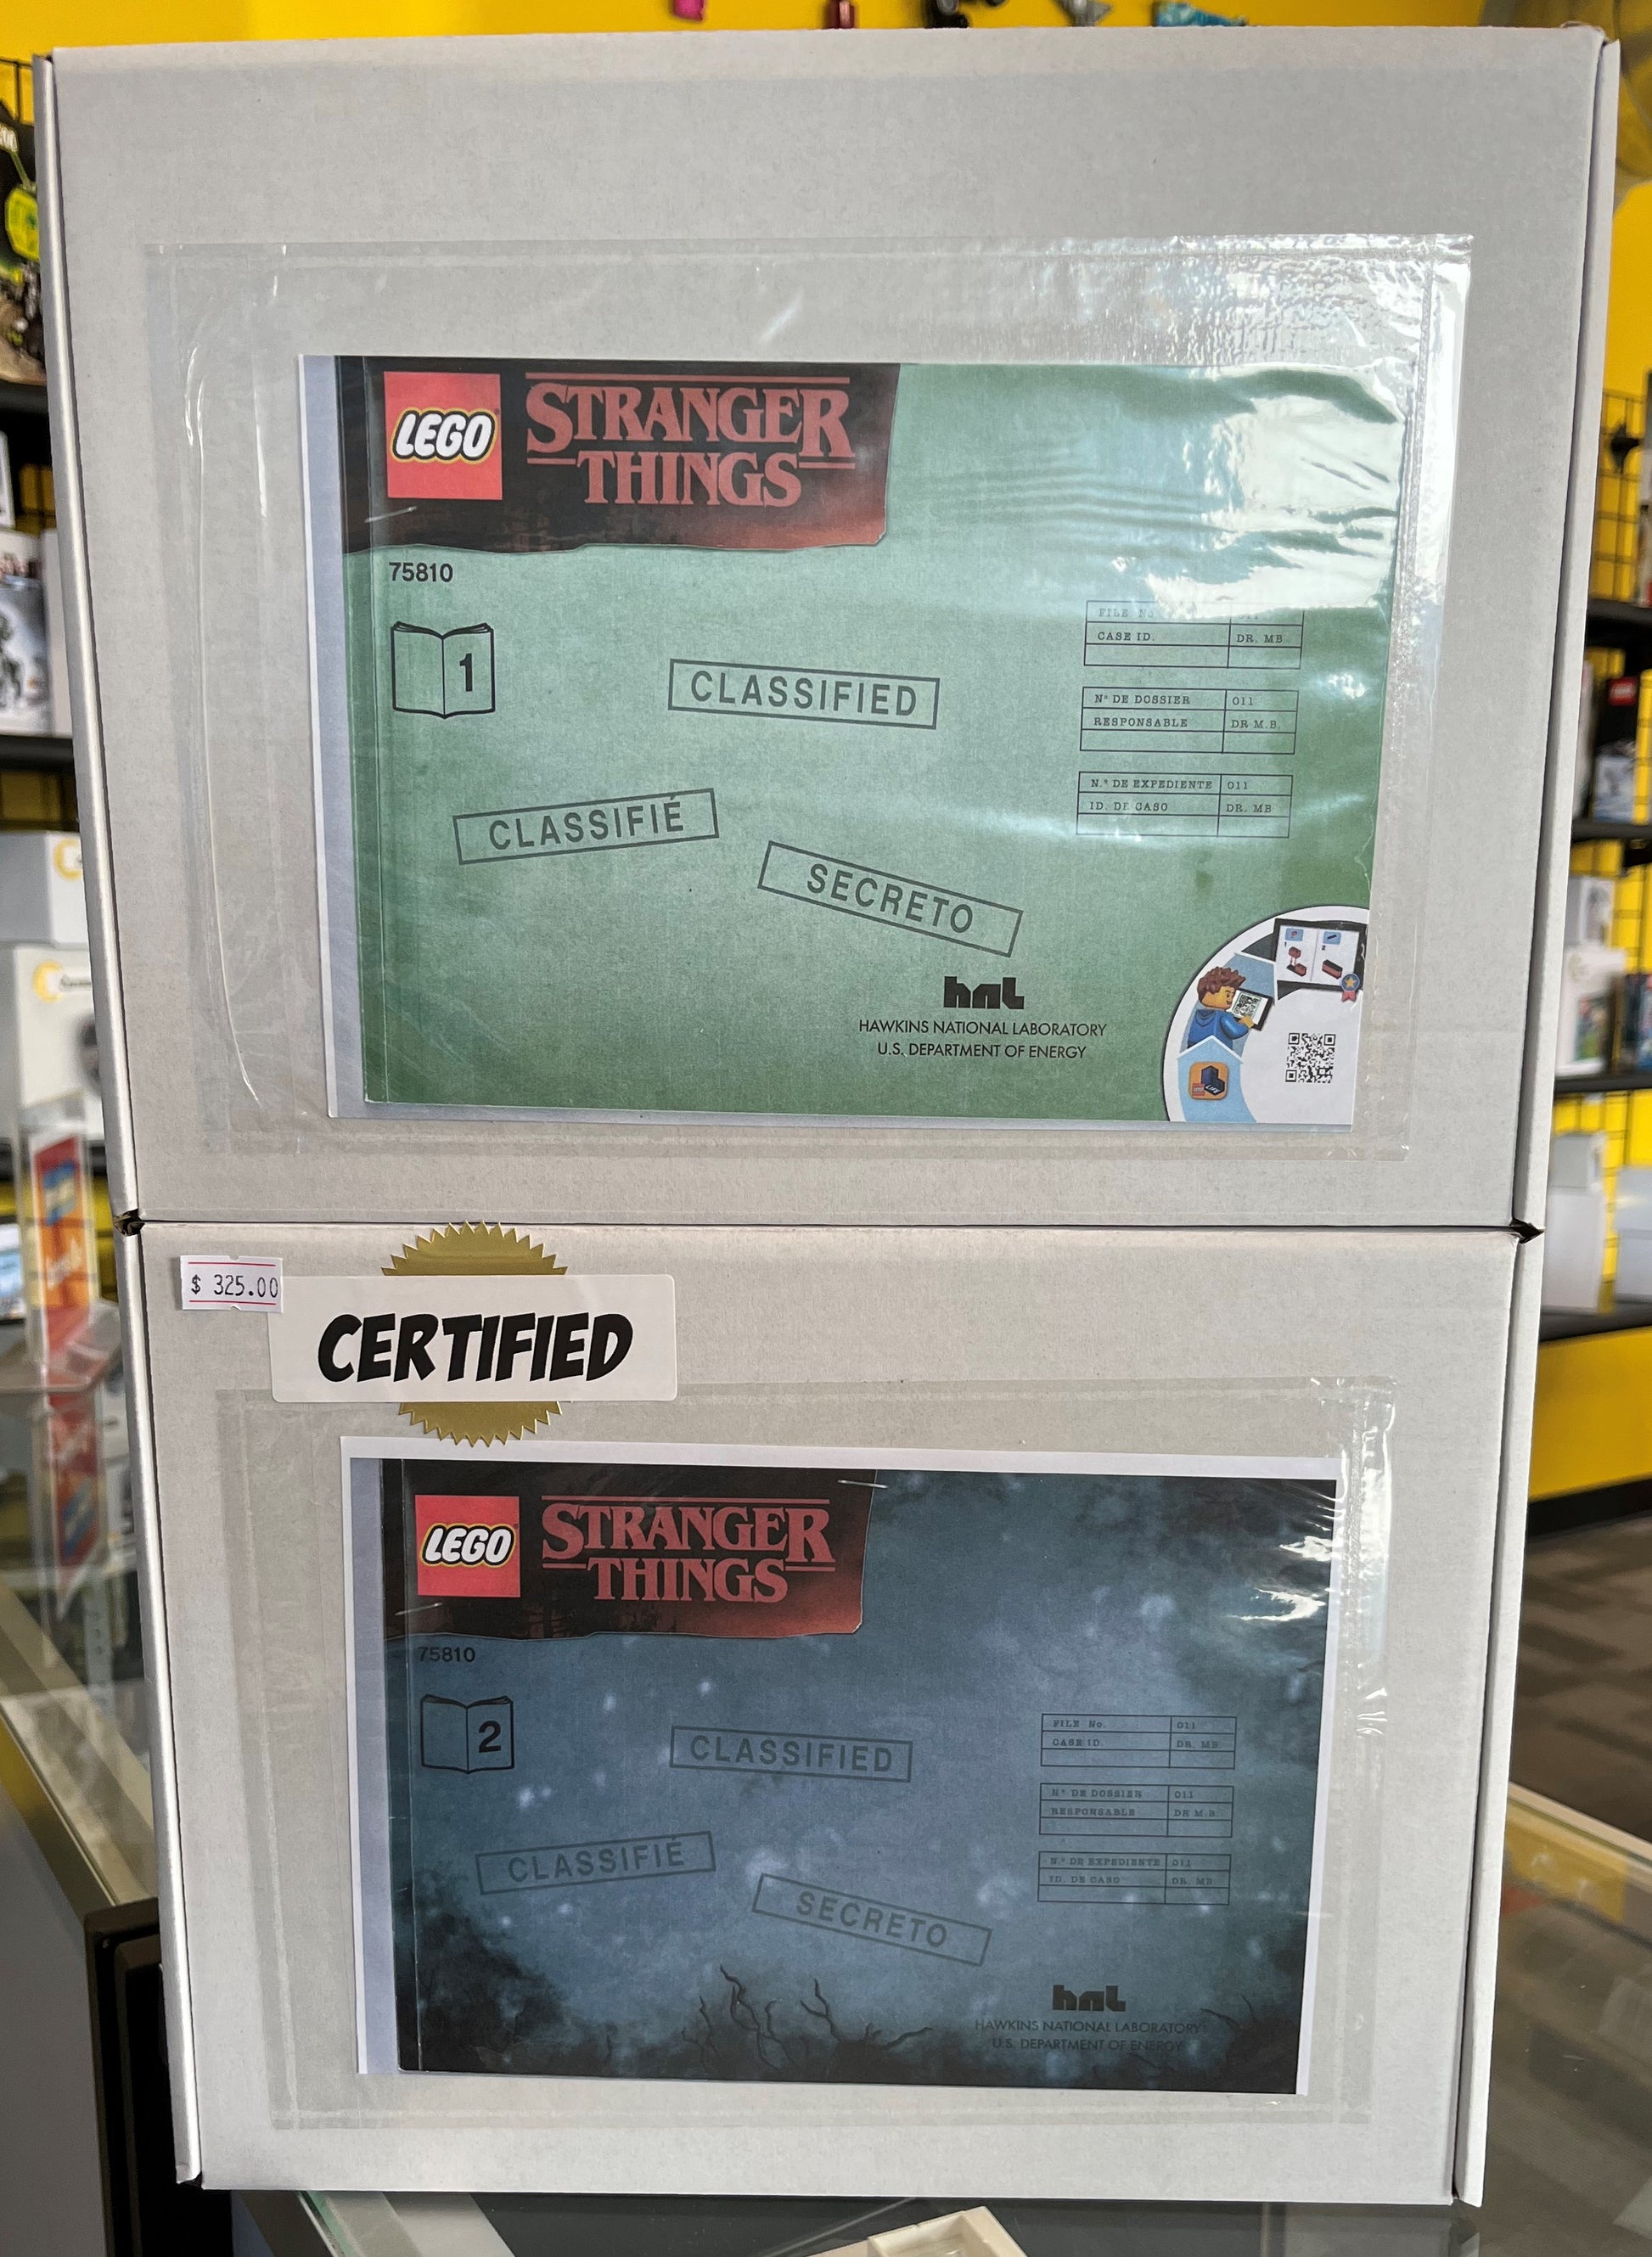 LEGO
STRANGER
THINGS
75810
1
CLASSIFIED
CLASSIFIÉ
SECRETO
FILE No. 011
CASE ID. DR. MB
N° DE DOSSIER 011
RESPONSABLE DR M.B.
N.° DE EXPEDIENTE 011
ID. DE CASO DR. MB
hnl
HAWKINS NATIONAL LABORATORY
U.S. DEPARTMENT OF ENERGY
$ 325.00
CERTIFIED
LEGO
STRANGER
THINGS
75810
2
CLASSIFIED
CLASSIFIÉ
SECRETO
FILE No. 011
CASE ID. DR. MB
N° DE DOSSIER 011
RESPONSABLE DR M.B.
N.° DE EXPEDIENTE 011
ID. DE CASO DR. MB
hnl
HAWKINS NATIONAL LABORATORY
U.S. DEPARTMENT OF ENERGY